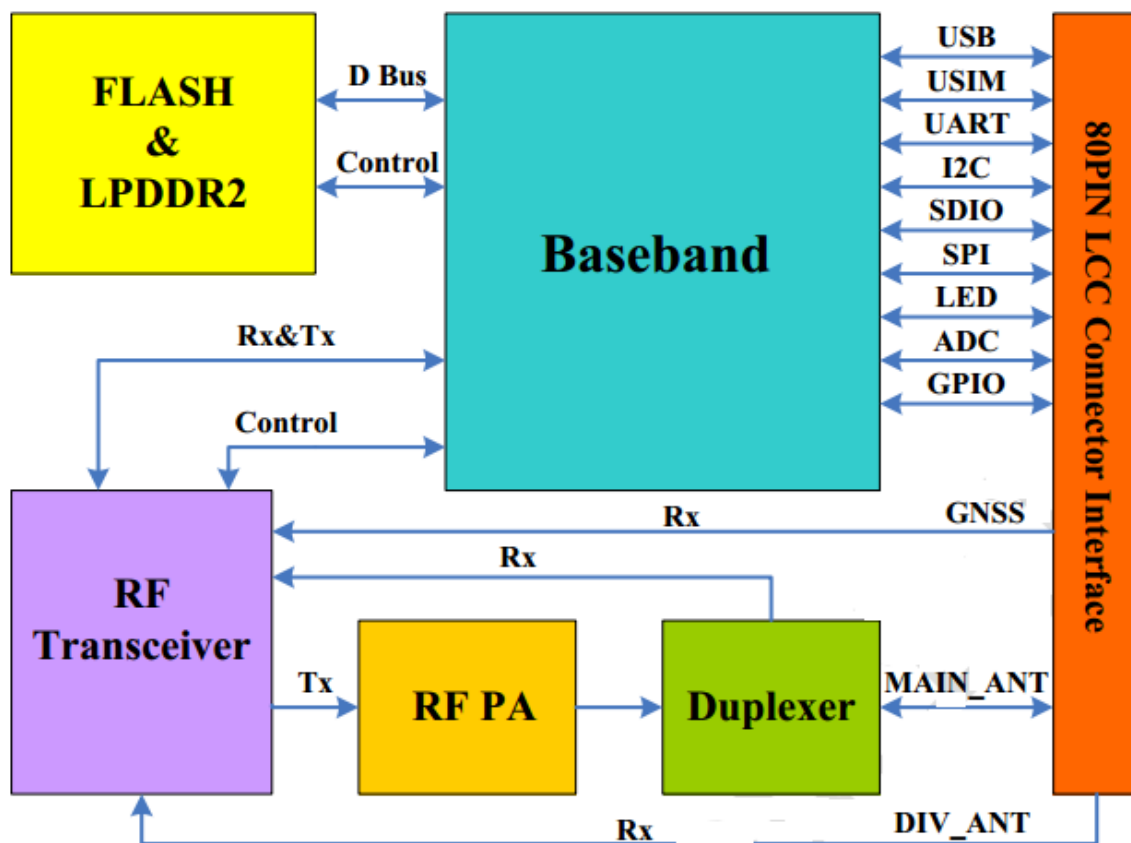 FLASH
&
LPDDR2
D Bus
Control
Baseband
USB
USIM
UART
I2C
SDIO
SPI
LED
ADC
GPIO
80PIN LCC Connector Interface
Rx&Tx
Control
RF
Transceiver
Rx
GNSS
Rx
Tx
RF PA
Duplexer
MAIN_ANT
Rx
DIV_ANT